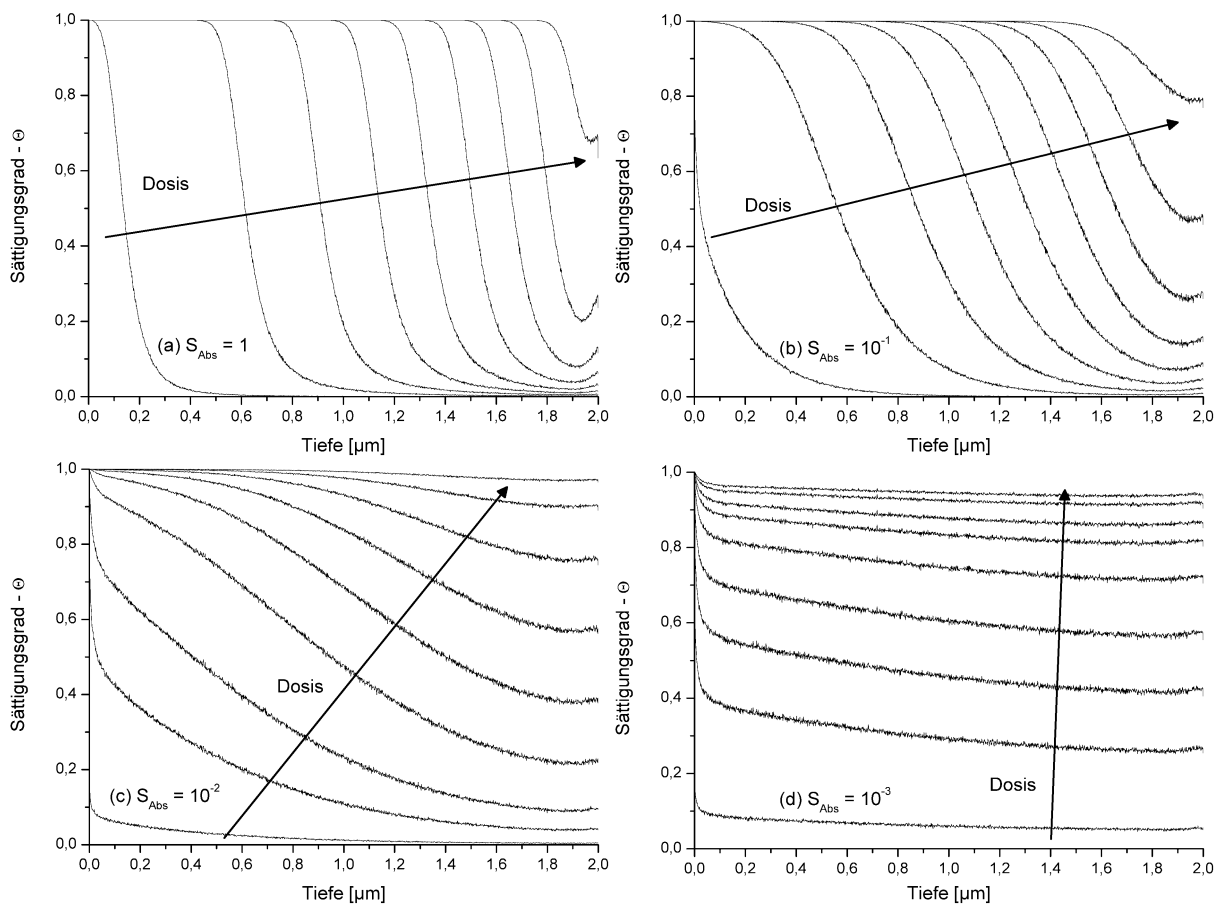 1,0
0,8
0,6
0,4
0,2
0,0
Sättigungsgrad - Θ
Dosis
(a) S_Abs = 1
0,0 0,2 0,4 0,6 0,8 1,0 1,2 1,4 1,6 1,8 2,0
Tiefe [µm]
1,0
0,8
0,6
0,4
0,2
0,0
Sättigungsgrad - Θ
Dosis
(b) S_Abs = 10^-1
0,0 0,2 0,4 0,6 0,8 1,0 1,2 1,4 1,6 1,8 2,0
Tiefe [µm]
1,0
0,8
0,6
0,4
0,2
0,0
Sättigungsgrad - Θ
Dosis
(c) S_Abs = 10^-2
0,0 0,2 0,4 0,6 0,8 1,0 1,2 1,4 1,6 1,8 2,0
Tiefe [µm]
1,0
0,8
0,6
0,4
0,2
0,0
Sättigungsgrad - Θ
Dosis
(d) S_Abs = 10^-3
0,0 0,2 0,4 0,6 0,8 1,0 1,2 1,4 1,6 1,8 2,0
Tiefe [µm]